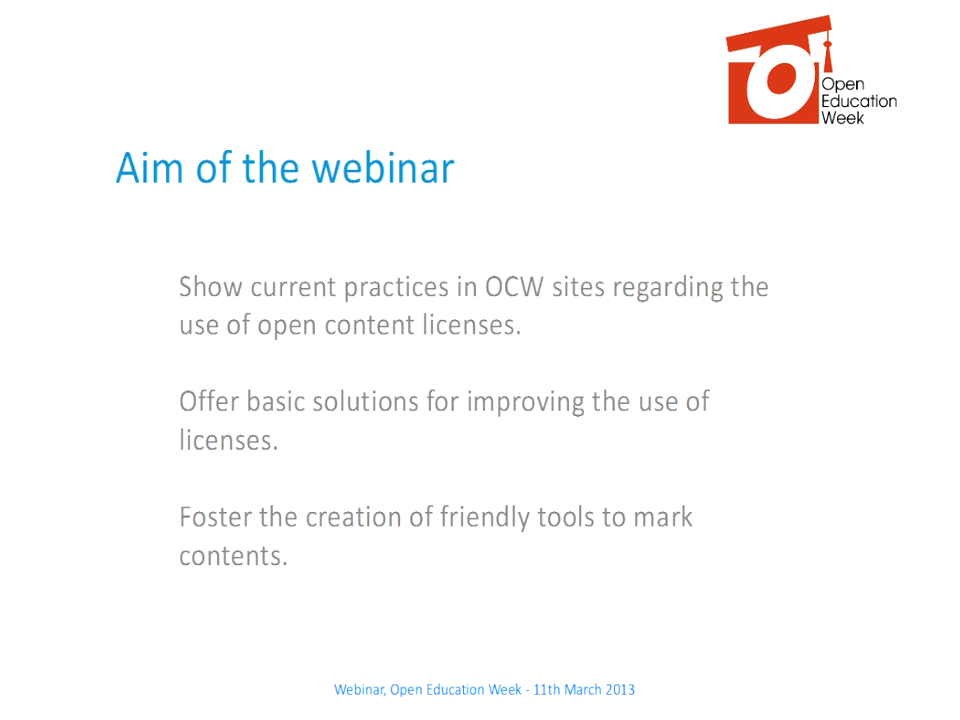 Open
Education
Week
Aim of the webinar
Show current practices in OCW sites regarding the
use of open content licenses.
Offer basic solutions for improving the use of
licenses.
Foster the creation of friendly tools to mark
contents.
Webinar, Open Education Week - 11th March 2013